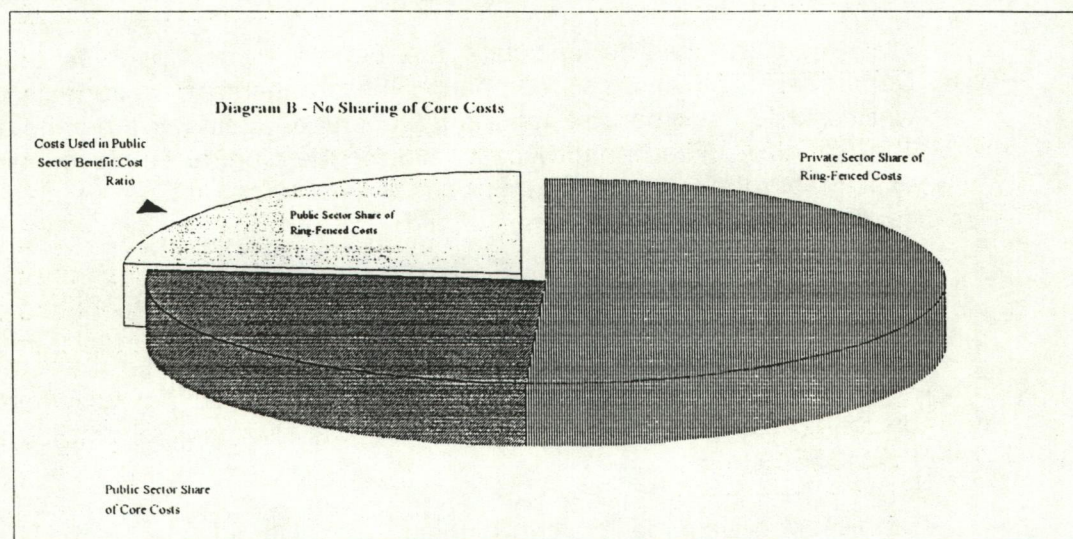 Diagram B - No Sharing of Core Costs
Costs Used in Public
Sector Benefit:Cost
Ratio
Private Sector Share of
Ring-Fenced Costs
Public Sector Share of
Ring-Fenced Costs
Public Sector Share
of Core Costs